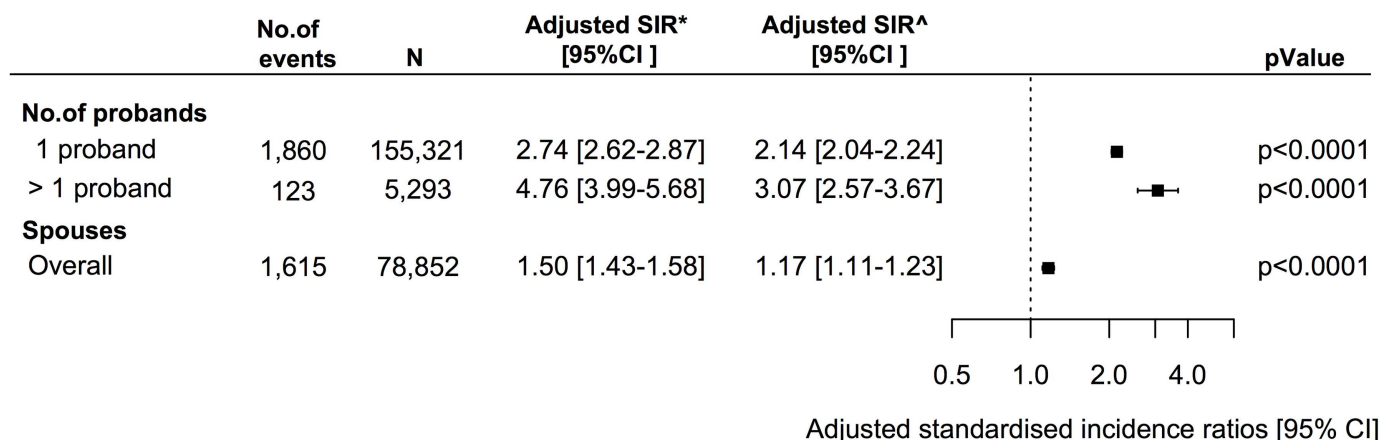 No.of events N Adjusted SIR* [95%CI ] Adjusted SIR^ [95%CI ] pValue
No.of probands
1 proband 1,860 155,321 2.74 [2.62-2.87] 2.14 [2.04-2.24] p<0.0001
> 1 proband 123 5,293 4.76 [3.99-5.68] 3.07 [2.57-3.67] p<0.0001
Spouses
Overall 1,615 78,852 1.50 [1.43-1.58] 1.17 [1.11-1.23] p<0.0001
0.5 1.0 2.0 4.0
Adjusted standardised incidence ratios [95% CI]